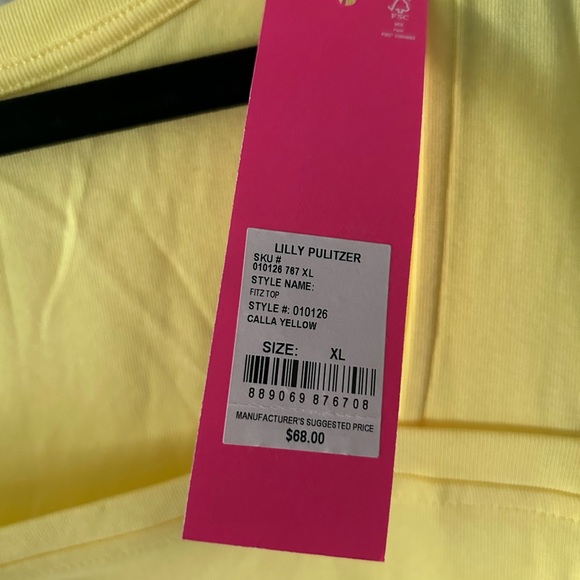 FSC
LILLY PULITZER
SKU #
010126 767 XL
STYLE NAME:
FITZ TOP
STYLE #: 010126
CALLA YELLOW
SIZE: XL
889069 876708
MANUFACTURER'S SUGGESTED PRICE
$68.00